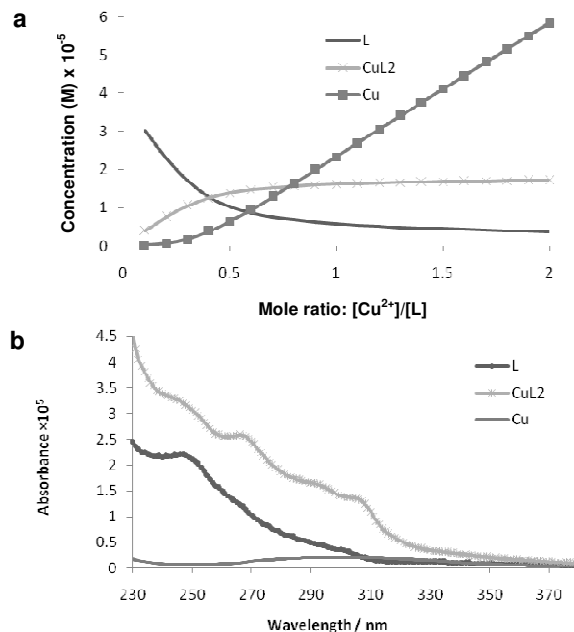 a
Concentration (M) x 10-5
6
5
4
3
2
1
0
L
CuL2
Cu
0 0.5 1 1.5 2
Mole ratio: [Cu2+]/[L]
b
Absorbance ×10⁵
4.5
4
3.5
3
2.5
2
1.5
1
0.5
0
L
CuL2
Cu
230 250 270 290 310 330 350 370
Wavelength / nm